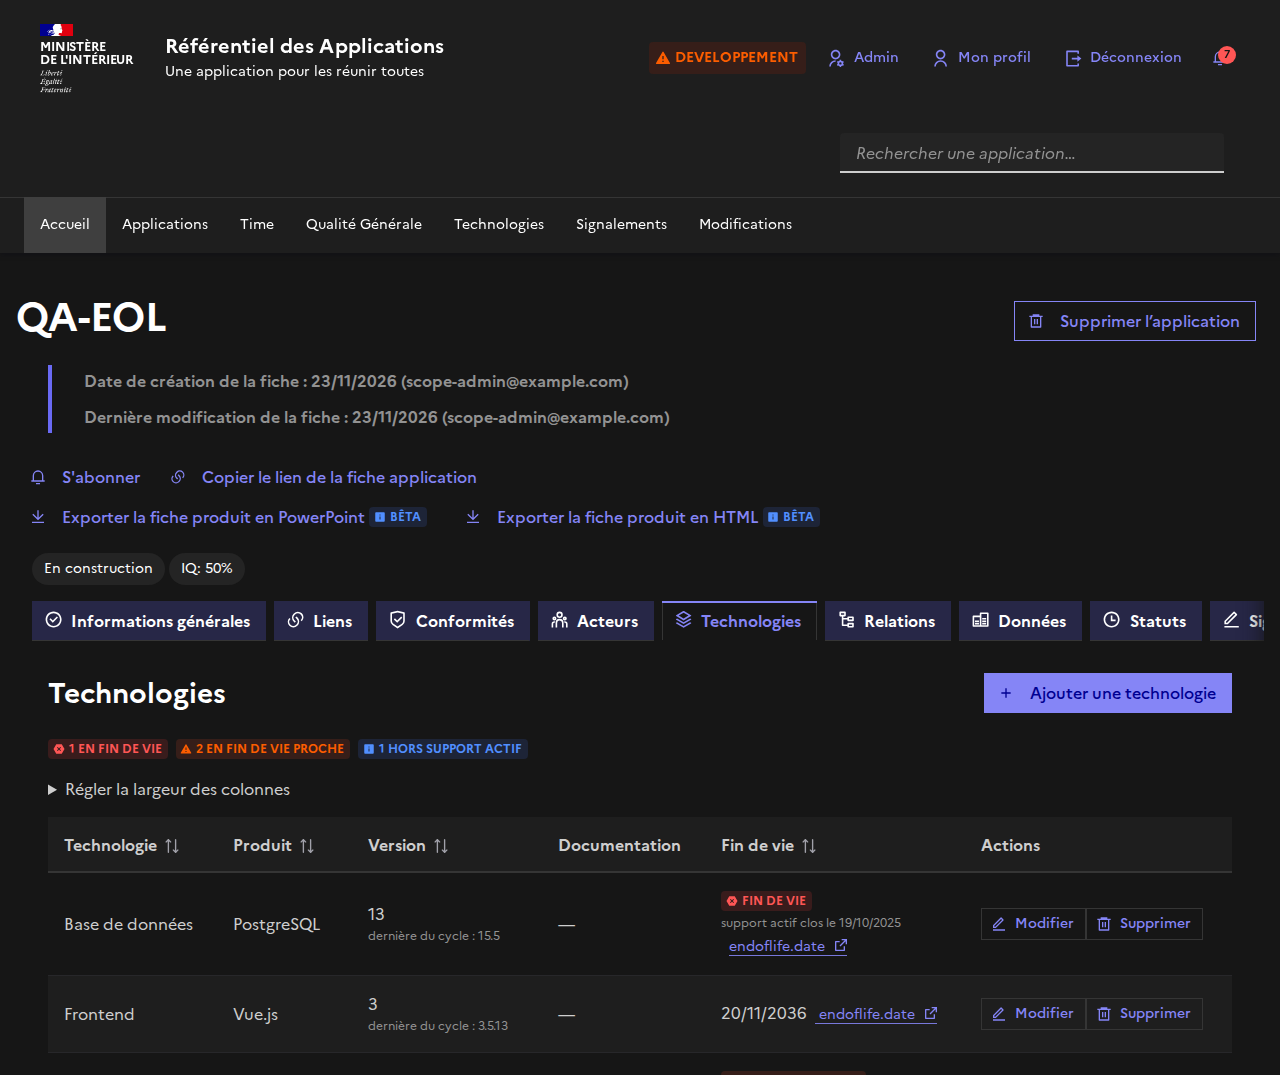 MINISTÈRE
DE L'INTÉRIEUR
Liberté
Égalité
Fraternité
Référentiel des Applications
Une application pour les réunir toutes
DEVELOPPEMENT
Admin
Mon profil
Déconnexion
7
Rechercher une application…
Accueil
Applications
Time
Qualité Générale
Technologies
Signalements
Modifications
QA-EOL
Supprimer l’application
Date de création de la fiche : 23/11/2026 (scope-admin@example.com)
Dernière modification de la fiche : 23/11/2026 (scope-admin@example.com)
S'abonner
Copier le lien de la fiche application
Exporter la fiche produit en PowerPoint BÊTA
Exporter la fiche produit en HTML BÊTA
En construction
IQ: 50%
Informations générales
Liens
Conformités
Acteurs
Technologies
Relations
Données
Statuts
Technologies
+ Ajouter une technologie
1 EN FIN DE VIE
2 EN FIN DE VIE PROCHE
1 HORS SUPPORT ACTIF
Régler la largeur des colonnes
Technologie
Produit
Version
Documentation
Fin de vie
Actions
Base de données
PostgreSQL
13
dernière du cycle : 15.5
—
FIN DE VIE
support actif clos le 19/10/2025
endoflife.date
Modifier
Supprimer
Frontend
Vue.js
3
dernière du cycle : 3.5.13
—
20/11/2036 endoflife.date
Modifier
Supprimer